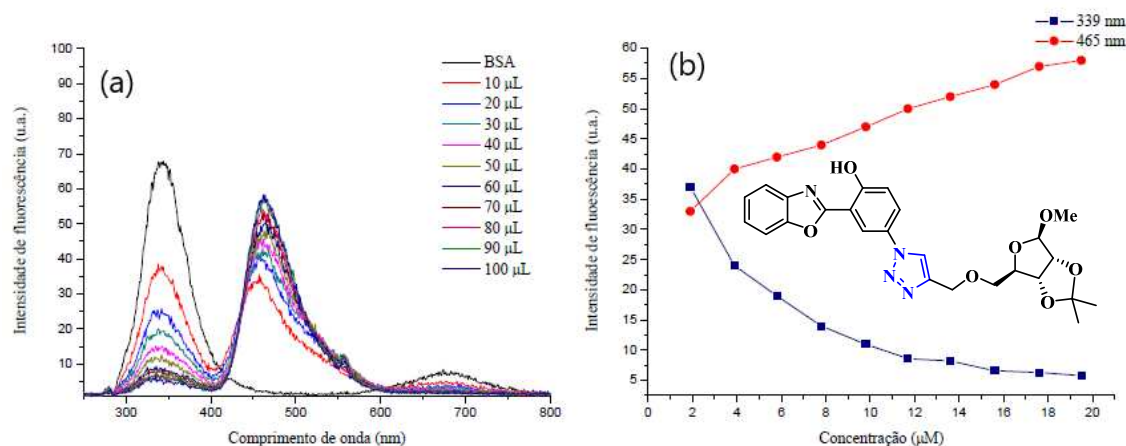 (a)
Intensidade de fluorescência (u.a.)
100
90
80
70
60
50
40
30
20
10
300
400
500
600
700
800
Comprimento de onda (nm)
BSA
10 µL
20 µL
30 µL
40 µL
50 µL
60 µL
70 µL
80 µL
90 µL
100 µL
(b)
339 nm
465 nm
Intensidade de fluoescência (u.a.)
60
55
50
45
40
35
30
25
20
15
10
5
0
2
4
6
8
10
12
14
16
18
20
Concentração (µM)
HO
N
O
N
N
N
O
O
OMe
O
O